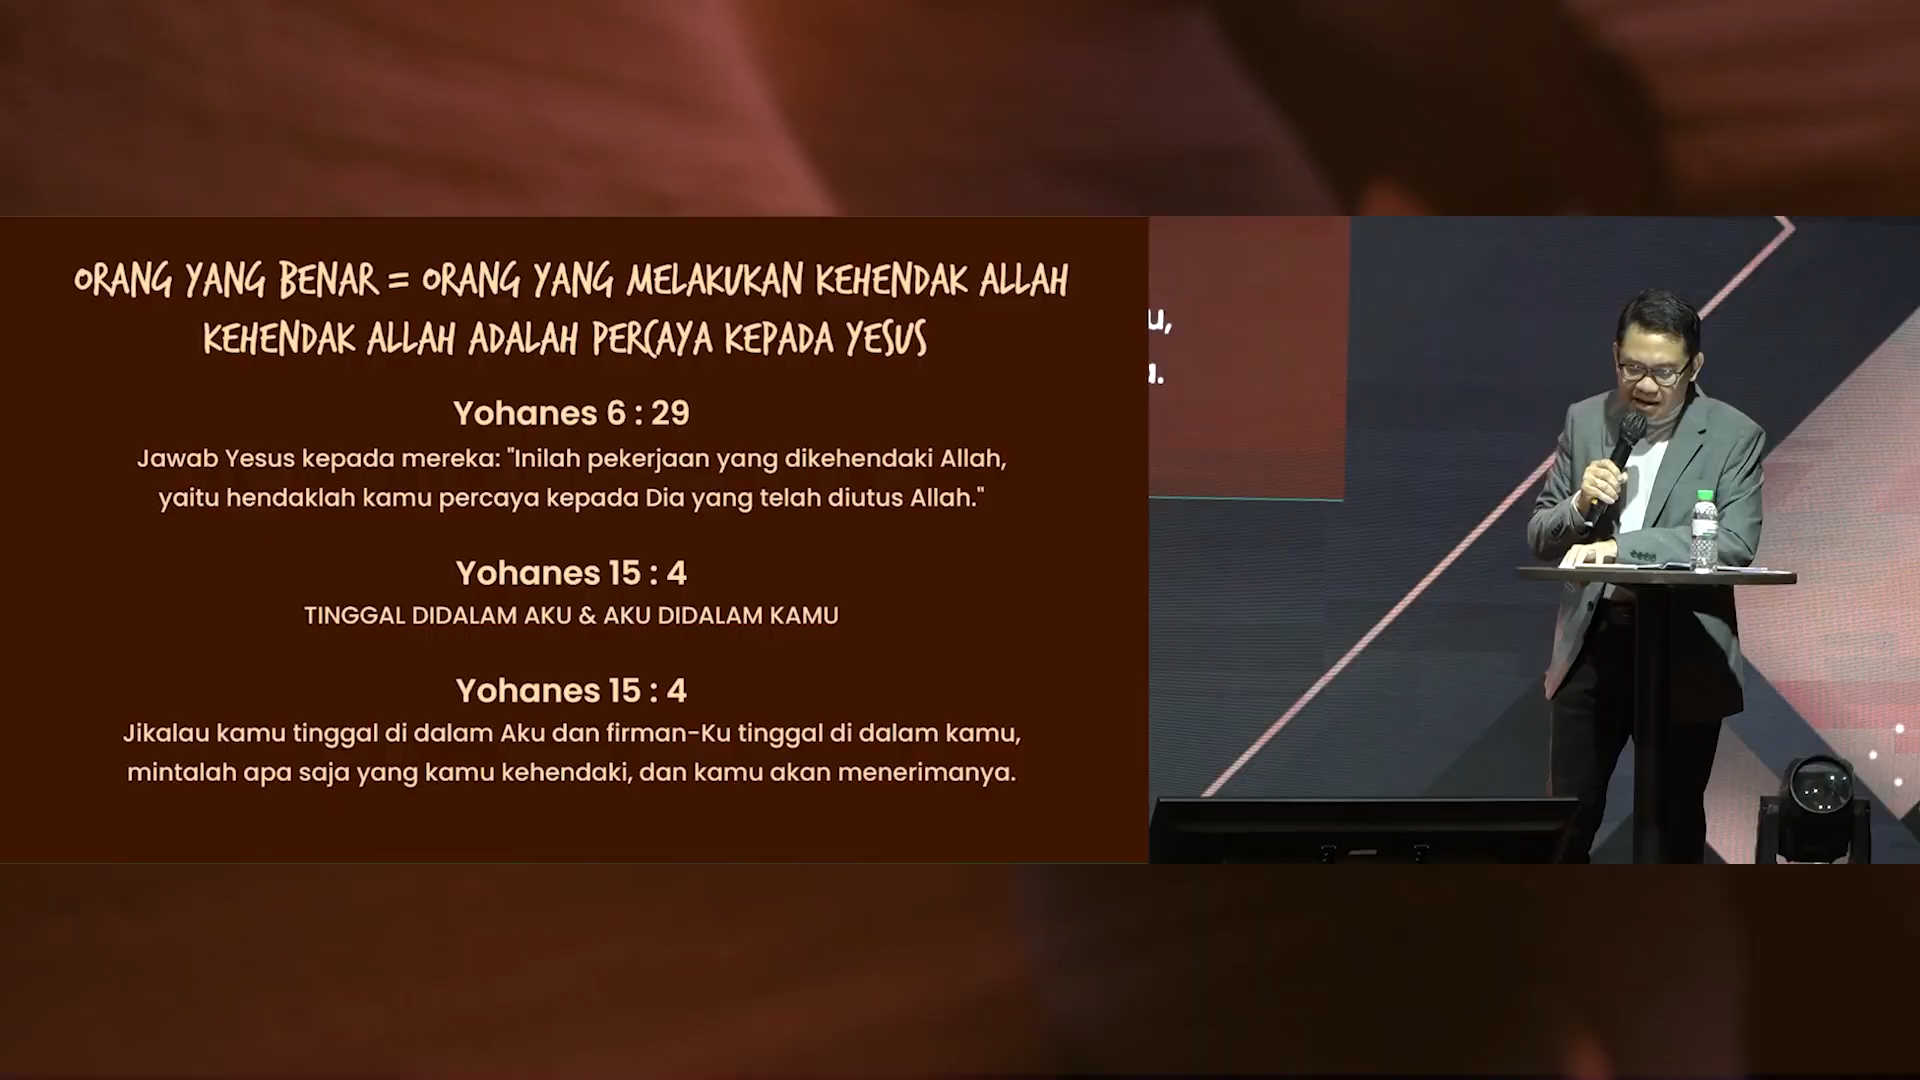 ORANG YANG BENAR = ORANG YANG MELAKUKAN KEHENDAK ALLAH
KEHENDAK ALLAH ADALAH PERCAYA KEPADA YESUS
Yohanes 6 : 29
Jawab Yesus kepada mereka: "Inilah pekerjaan yang dikehendaki Allah,
yaitu hendaklah kamu percaya kepada Dia yang telah diutus Allah."
Yohanes 15 : 4
TINGGAL DIDALAM AKU & AKU DIDALAM KAMU
Yohanes 15 : 4
Jikalau kamu tinggal di dalam Aku dan firman-Ku tinggal di dalam kamu,
mintalah apa saja yang kamu kehendaki, dan kamu akan menerimanya.
u,